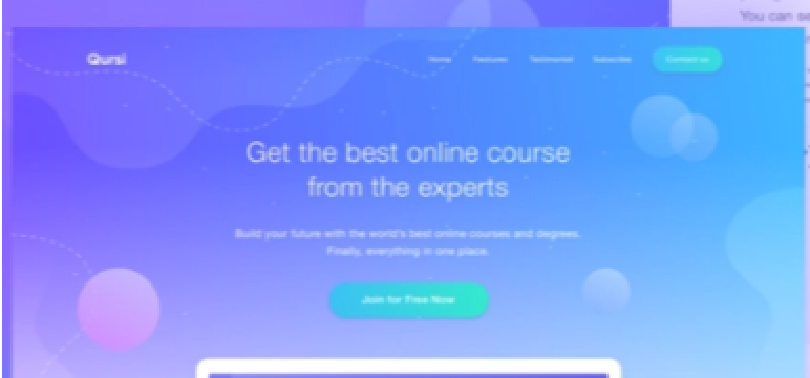 You can se
Qursi
Home Features Testimonial Subscribe Contact us
Get the best online course
from the experts
Build your future with the world's best online courses and degrees.
Finally, everything in one place.
Join for Free Now